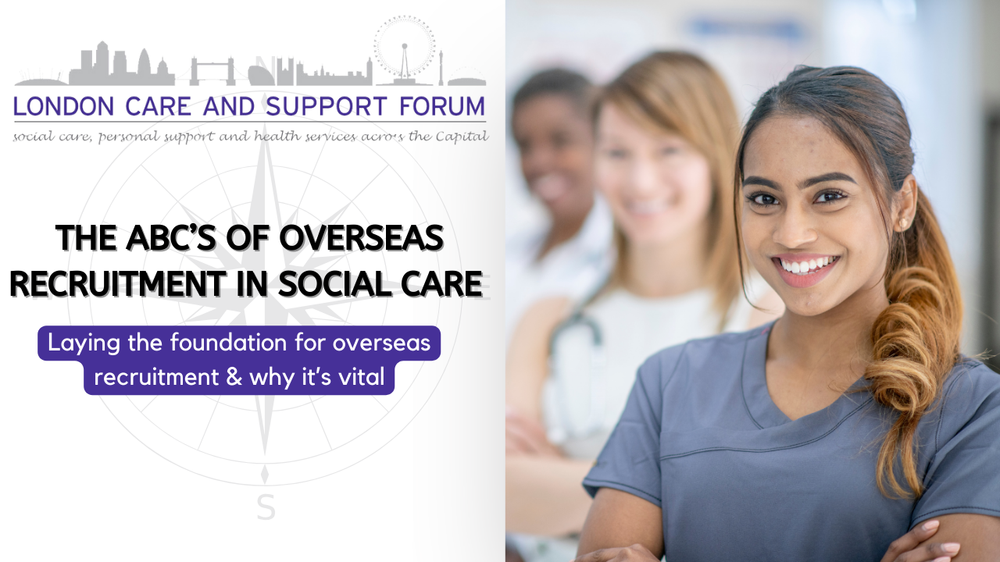 N
LONDON CARE AND SUPPORT FORUM
social care, personal support and health services across the Capital
THE ABC’S OF OVERSEAS
RECRUITMENT IN SOCIAL CARE
Laying the foundation for overseas
recruitment & why it’s vital
S